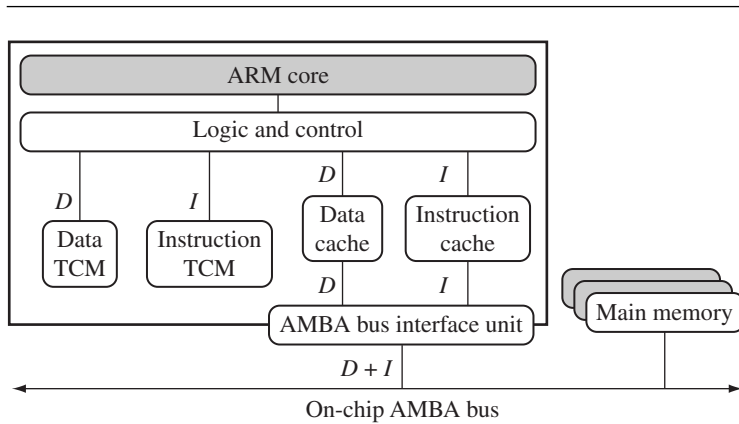 ARM core
Logic and control
D
I
D
I
Data
TCM
Instruction
TCM
Data
cache
Instruction
cache
D
I
AMBA bus interface unit
Main memory
D + I
On-chip AMBA bus